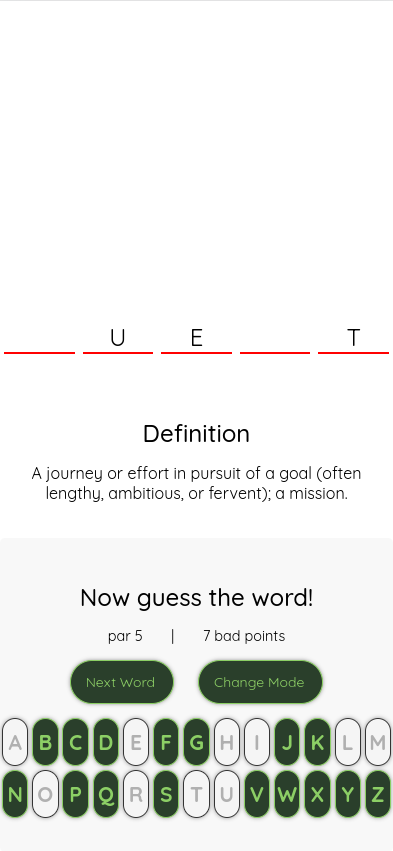 U E T
Definition
A journey or effort in pursuit of a goal (often
lengthy, ambitious, or fervent); a mission.
Now guess the word!
par 5 | 7 bad points
Next Word Change Mode
A B C D E F G H I J K L M
N O P Q R S T U V W X Y Z